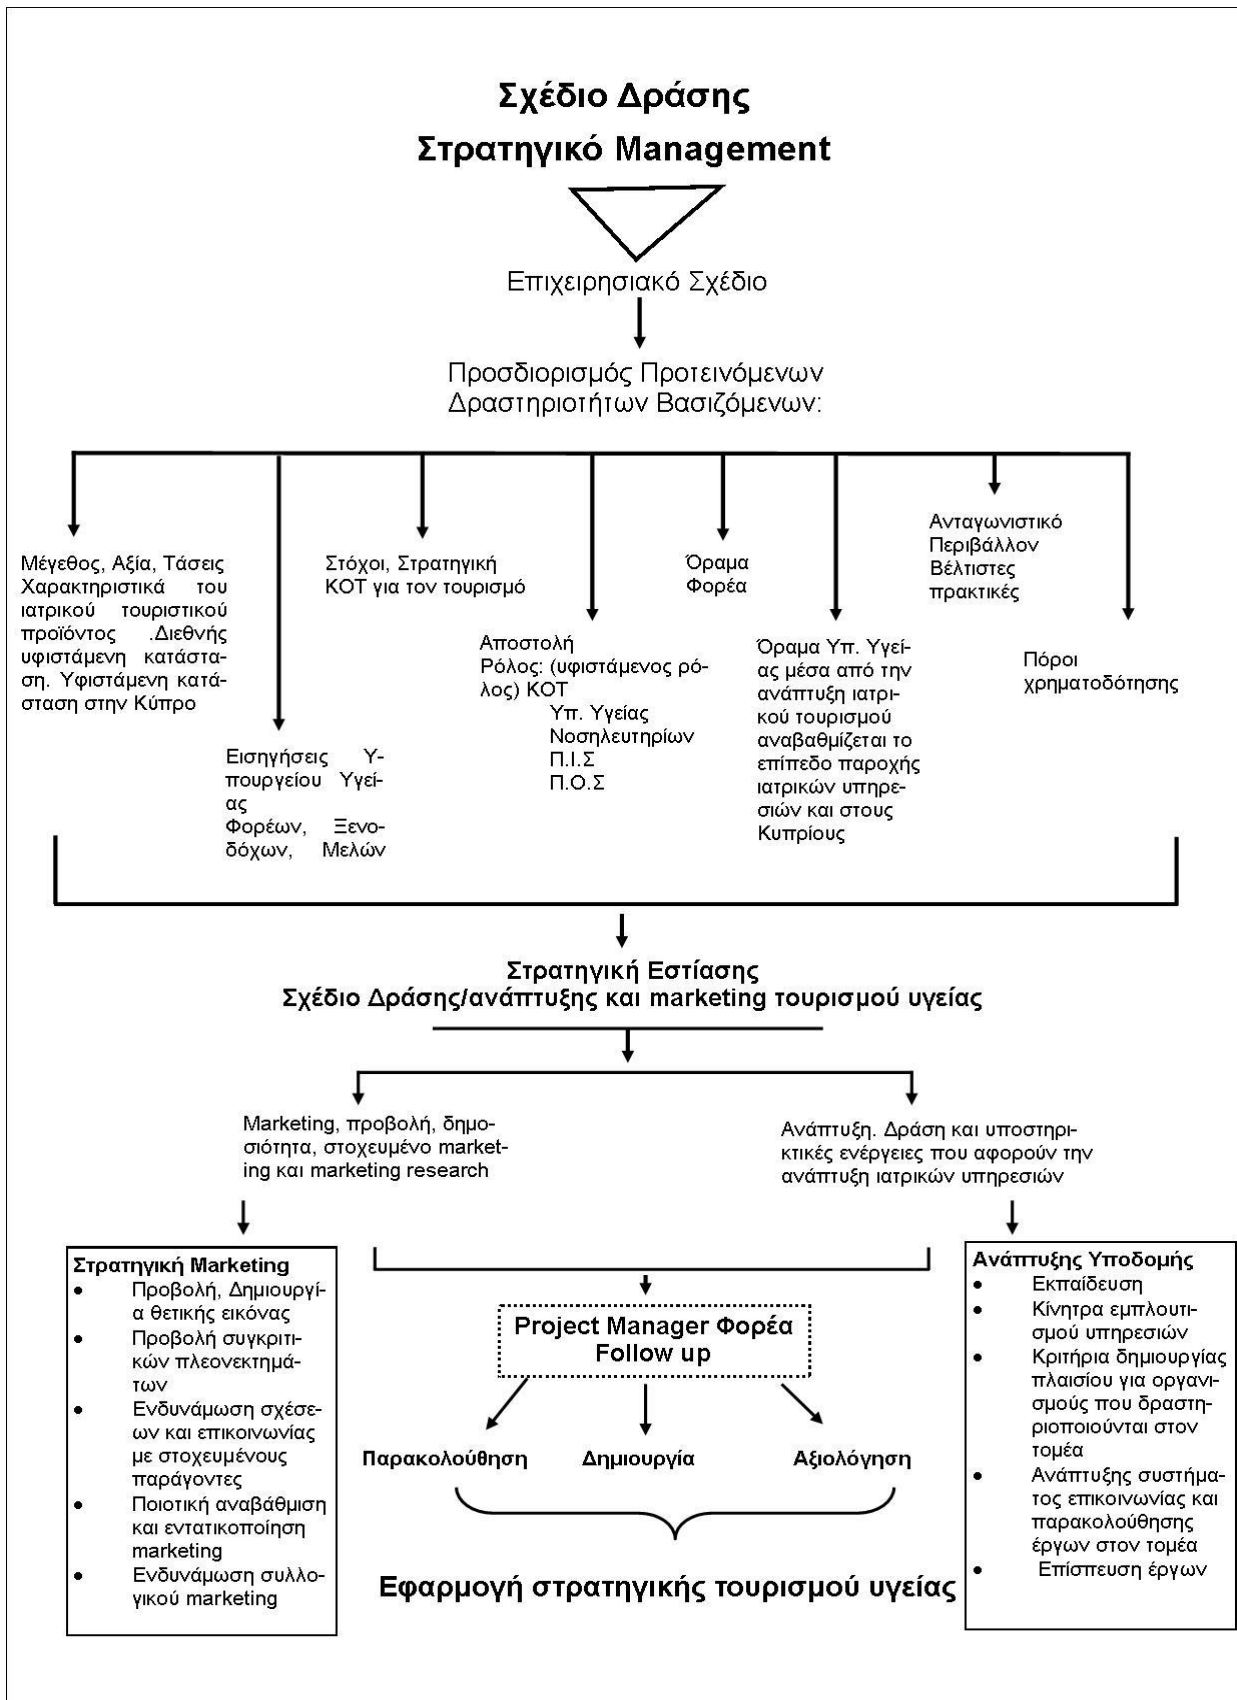 Σχέδιο Δράσης
Στρατηγικό Management
Επιχειρησιακό Σχέδιο
Προσδιορισμός Προτεινόμενων
Δραστηριοτήτων Βασιζόμενων:
Μέγεθος, Αξία, Τάσεις
Χαρακτηριστικά του
ιατρικού τουριστικού
προϊόντος .Διεθνής
υφιστάμενη κατάστα-
ση. Υφιστάμενη κατά-
σταση στην Κύπρο
Εισηγήσεις Υ-
πουργείου Υγεί-
ας
Φορέων, Ξενο-
δόχων, Μελών
Στόχοι, Στρατηγική
ΚΟΤ για τον τουρισμό
Αποστολή
Ρόλος: (υφιστάμενος ρό-
λος) ΚΟΤ
Υπ. Υγείας
Νοσηλευτηρίων
Π.Ι.Σ
Π.Ο.Σ
Όραμα
Φορέα
Όραμα Υπ. Υγεί-
ας μέσα από την
ανάπτυξη ιατρι-
κού τουρισμού
αναβαθμίζεται το
επίπεδο παροχής
ιατρικών υπηρε-
σιών και στους
Κυπρίους
Ανταγωνιστικό
Περιβάλλον
Βέλτιστες
πρακτικές
Πόροι
χρηματοδότησης
Στρατηγική Εστίασης
Σχέδιο Δράσης/ανάπτυξης και marketing τουρισμού υγείας
Marketing, προβολή, δημο-
σιότητα, στοχευμένο market-
ing και marketing research
Ανάπτυξη. Δράση και υποστηρι-
κτικές ενέργειες που αφορούν την
ανάπτυξη ιατρικών υπηρεσιών
Στρατηγική Marketing
• Προβολή, Δημιουργί-
α θετικής εικόνας
• Προβολή συγκριτι-
κών πλεονεκτημά-
των
• Ενδυνάμωση σχέσε-
ων και επικοινωνίας
με στοχευμένους
παράγοντες
• Ποιοτική αναβάθμιση
και εντατικοποίηση
marketing
• Ενδυνάμωση συλλο-
γικού marketing
Project Manager Φορέα
Follow up
Παρακολούθηση
Δημιουργία
Αξιολόγηση
Εφαρμογή στρατηγικής τουρισμού υγείας
Ανάπτυξης Υποδομής
• Εκπαίδευση
• Κίνητρα εμπλουτι-
σμού υπηρεσιών
• Κριτήρια δημιουργίας
πλαισίου για οργανι-
σμούς που δραστη-
ριοποιούνται στον
τομέα
• Ανάπτυξης συστήμα-
τος επικοινωνίας και
παρακολούθησης
έργων στον τομέα
• Επίσπευση έργων